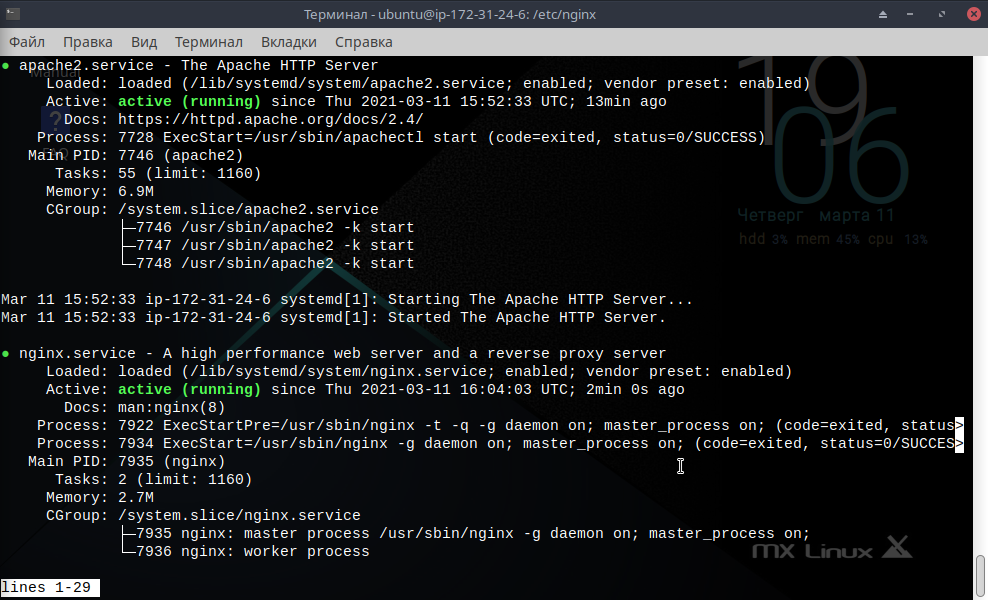 Терминал - ubuntu@ip-172-31-24-6: /etc/nginx
Файл Правка Вид Терминал Вкладки Справка
● apache2.service - The Apache HTTP Server
Loaded: loaded (/lib/systemd/system/apache2.service; enabled; vendor preset: enabled)
Active: active (running) since Thu 2021-03-11 15:52:33 UTC; 13min ago
Docs: https://httpd.apache.org/docs/2.4/
Process: 7728 ExecStart=/usr/sbin/apachectl start (code=exited, status=0/SUCCESS)
Main PID: 7746 (apache2)
Tasks: 55 (limit: 1160)
Memory: 6.9M
CGroup: /system.slice/apache2.service
├─7746 /usr/sbin/apache2 -k start
├─7747 /usr/sbin/apache2 -k start
└─7748 /usr/sbin/apache2 -k start
Mar 11 15:52:33 ip-172-31-24-6 systemd[1]: Starting The Apache HTTP Server...
Mar 11 15:52:33 ip-172-31-24-6 systemd[1]: Started The Apache HTTP Server.
● nginx.service - A high performance web server and a reverse proxy server
Loaded: loaded (/lib/systemd/system/nginx.service; enabled; vendor preset: enabled)
Active: active (running) since Thu 2021-03-11 16:04:03 UTC; 2min 0s ago
Docs: man:nginx(8)
Process: 7922 ExecStartPre=/usr/sbin/nginx -t -q -g daemon on; master_process on; (code=exited, status>
Process: 7934 ExecStart=/usr/sbin/nginx -g daemon on; master_process on; (code=exited, status=0/SUCCES>
Main PID: 7935 (nginx)
Tasks: 2 (limit: 1160)
Memory: 2.7M
CGroup: /system.slice/nginx.service
├─7935 nginx: master process /usr/sbin/nginx -g daemon on; master_process on;
└─7936 nginx: worker process
lines 1-29
Manual
FAQ
19
06
Четверг марта 11
hdd 3% mem 45% cpu 13%
MX Linux